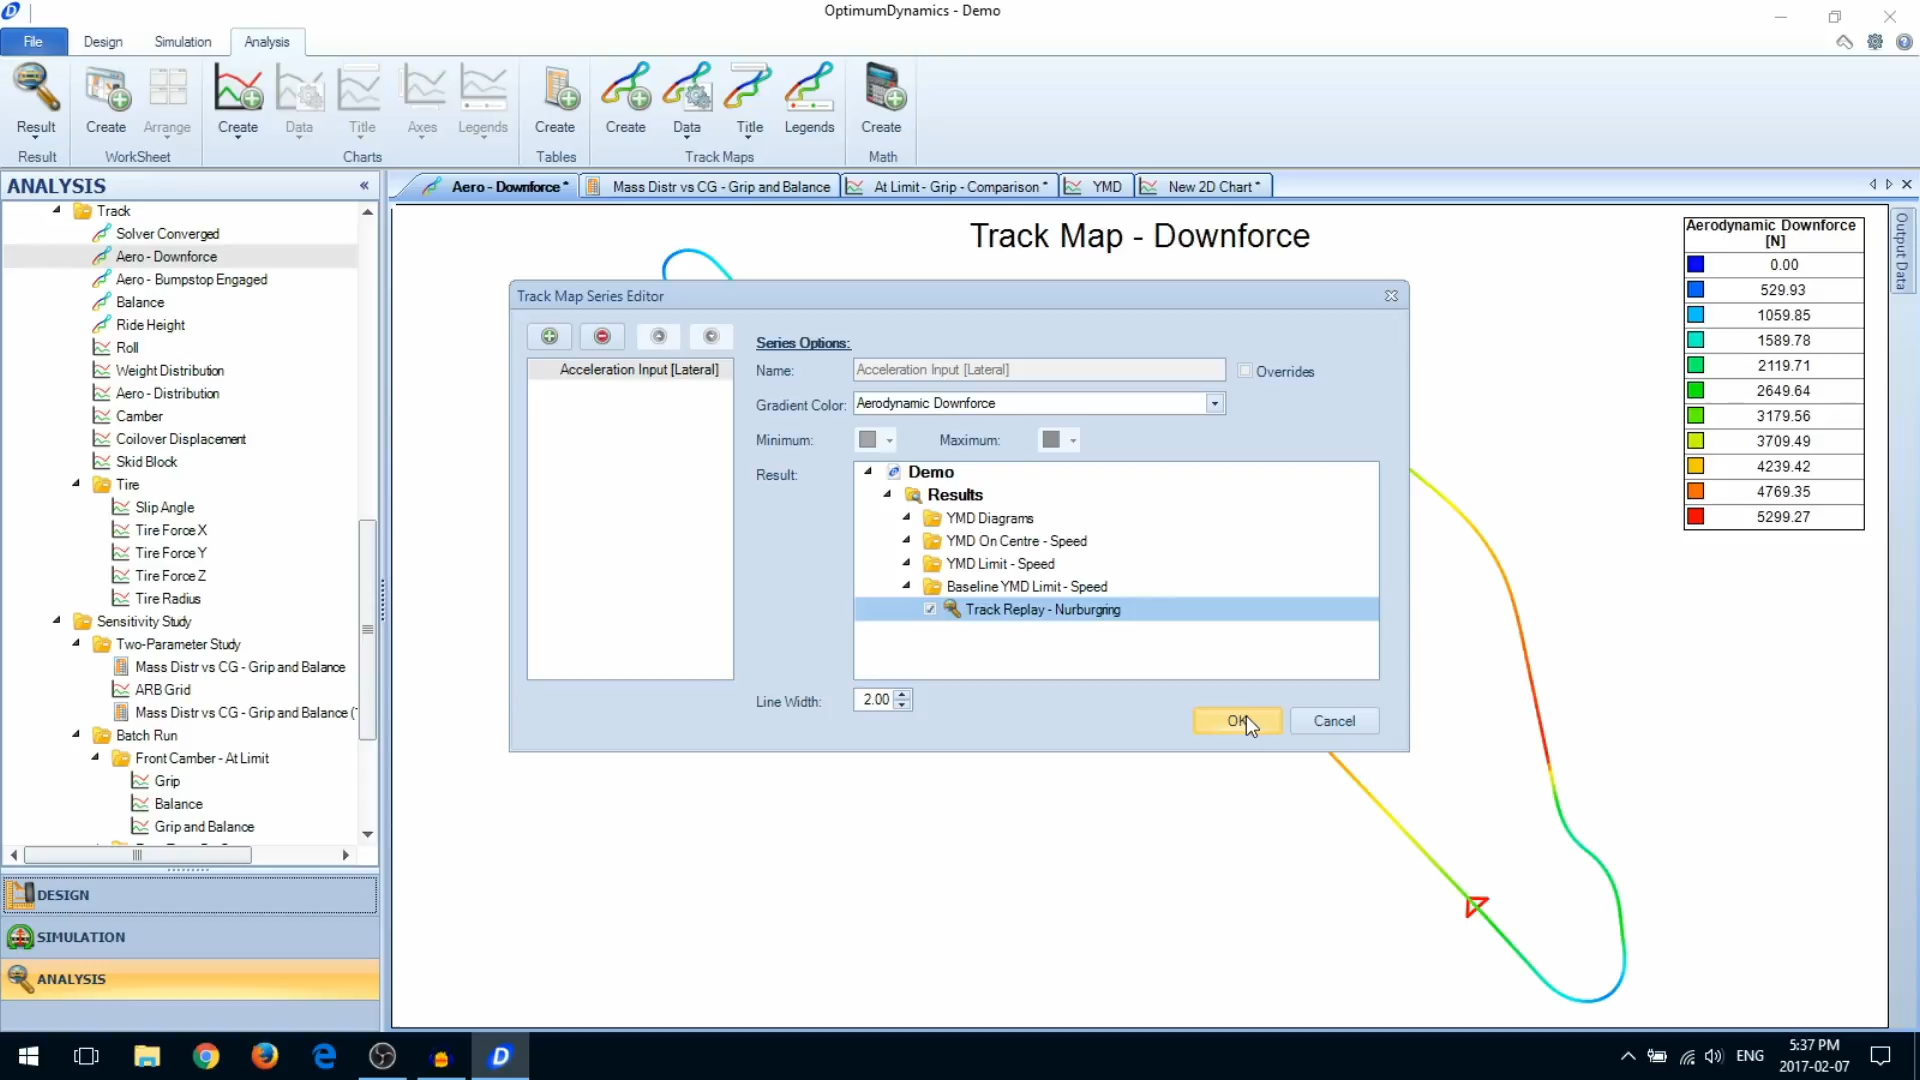 OptimumDynamics - Demo
File
Design
Simulation
Analysis
Result
Create
Arrange
Create
Data
Title
Axes
Legends
Create
Create
Data
Title
Legends
Create
Result
WorkSheet
Charts
Tables
Track Maps
Math
ANALYSIS
Aero - Downforce *
Mass Distr vs CG - Grip and Balance
At Limit - Grip - Comparison *
YMD
New 2D Chart *
Track
Solver Converged
Aero - Downforce
Aero - Bumpstop Engaged
Balance
Ride Height
Roll
Weight Distribution
Aero - Distribution
Camber
Coilover Displacement
Skid Block
Tire
Slip Angle
Tire Force X
Tire Force Y
Tire Force Z
Tire Radius
Sensitivity Study
Two-Parameter Study
Mass Distr vs CG - Grip and Balance
ARB Grid
Mass Distr vs CG - Grip and Balance (
Batch Run
Front Camber - At Limit
Grip
Balance
Grip and Balance
DESIGN
SIMULATION
ANALYSIS
Track Map - Downforce
Aerodynamic Downforce
[N]
0.00
529.93
1059.85
1589.78
2119.71
2649.64
3179.56
3709.49
4239.42
4769.35
5299.27
Output Data
Track Map Series Editor
Acceleration Input [Lateral]
Series Options:
Name:
Acceleration Input [Lateral]
Overrides
Gradient Color:
Aerodynamic Downforce
Minimum:
Maximum:
Result:
Demo
Results
YMD Diagrams
YMD On Centre - Speed
YMD Limit - Speed
Baseline YMD Limit - Speed
Track Replay - Nurburgring
Line Width:
2.00
OK
Cancel
ENG
5:37 PM
2017-02-07